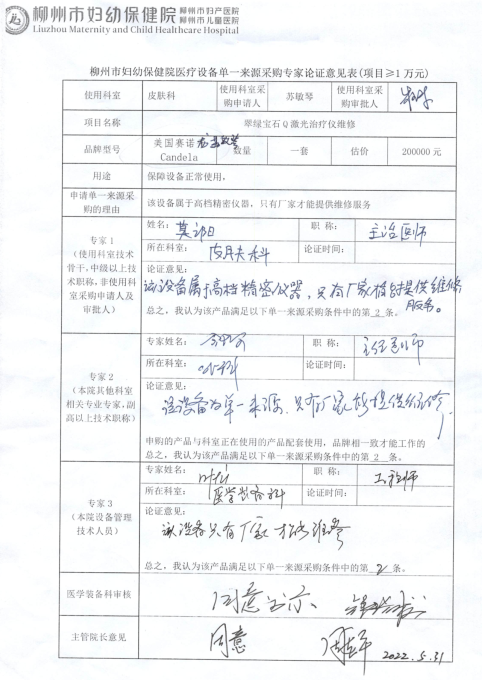 柳州市妇幼保健院 柳州市妇产医院
柳州市儿童医院
Liuzhou Maternity and Child Healthcare Hospital
柳州市妇幼保健院医疗设备单一来源采购专家论证意见表(项目≥1万元)
使用科室 皮肤科 使用科室采购申请人 苏敏琴 使用科室采购审批人
项目名称 翠绿宝石Q激光治疗仪维修
品牌型号 美国赛诺龙 Candela 数量 一套 估价 200000元
用途 保障设备正常使用。
申请单一来源采购的理由 该设备属于高档精密仪器，只有厂家才能提供维修服务
专家1
（使用科室技术骨干,中级以上技术职称,非使用科室采购申请人及审批人）
姓名： 职 称： 主治医师
所在科室： 皮肤科 论证时间：
论证意见：
该设备属于高档精密仪器，只有厂家 提供维修服务。
总之，我认为该产品满足以下单一来源采购条件中的第 2 条。
专家2
（本院其他科室相关专业专家,副高以上技术职称）
专家姓名： 职 称： 主任医师
所在科室： 论证时间：
论证意见：
该设备为单一来源，只有厂家 提供维修，
申购的产品与科室正在使用的产品配套使用，品牌相一致才能工作的
总之，我认为该产品满足以下单一来源采购条件中的第 2 条。
专家3
（本院设备管理技术人员）
专家姓名： 职 称： 工程师
所在科室： 医学装备科 论证时间：
论证意见：
该设备只有厂家才能维修
总之，我认为该产品满足以下单一来源采购条件中的第 2 条。
医学装备科审核 同意公示
主管院长意见 同意 2022.5.31